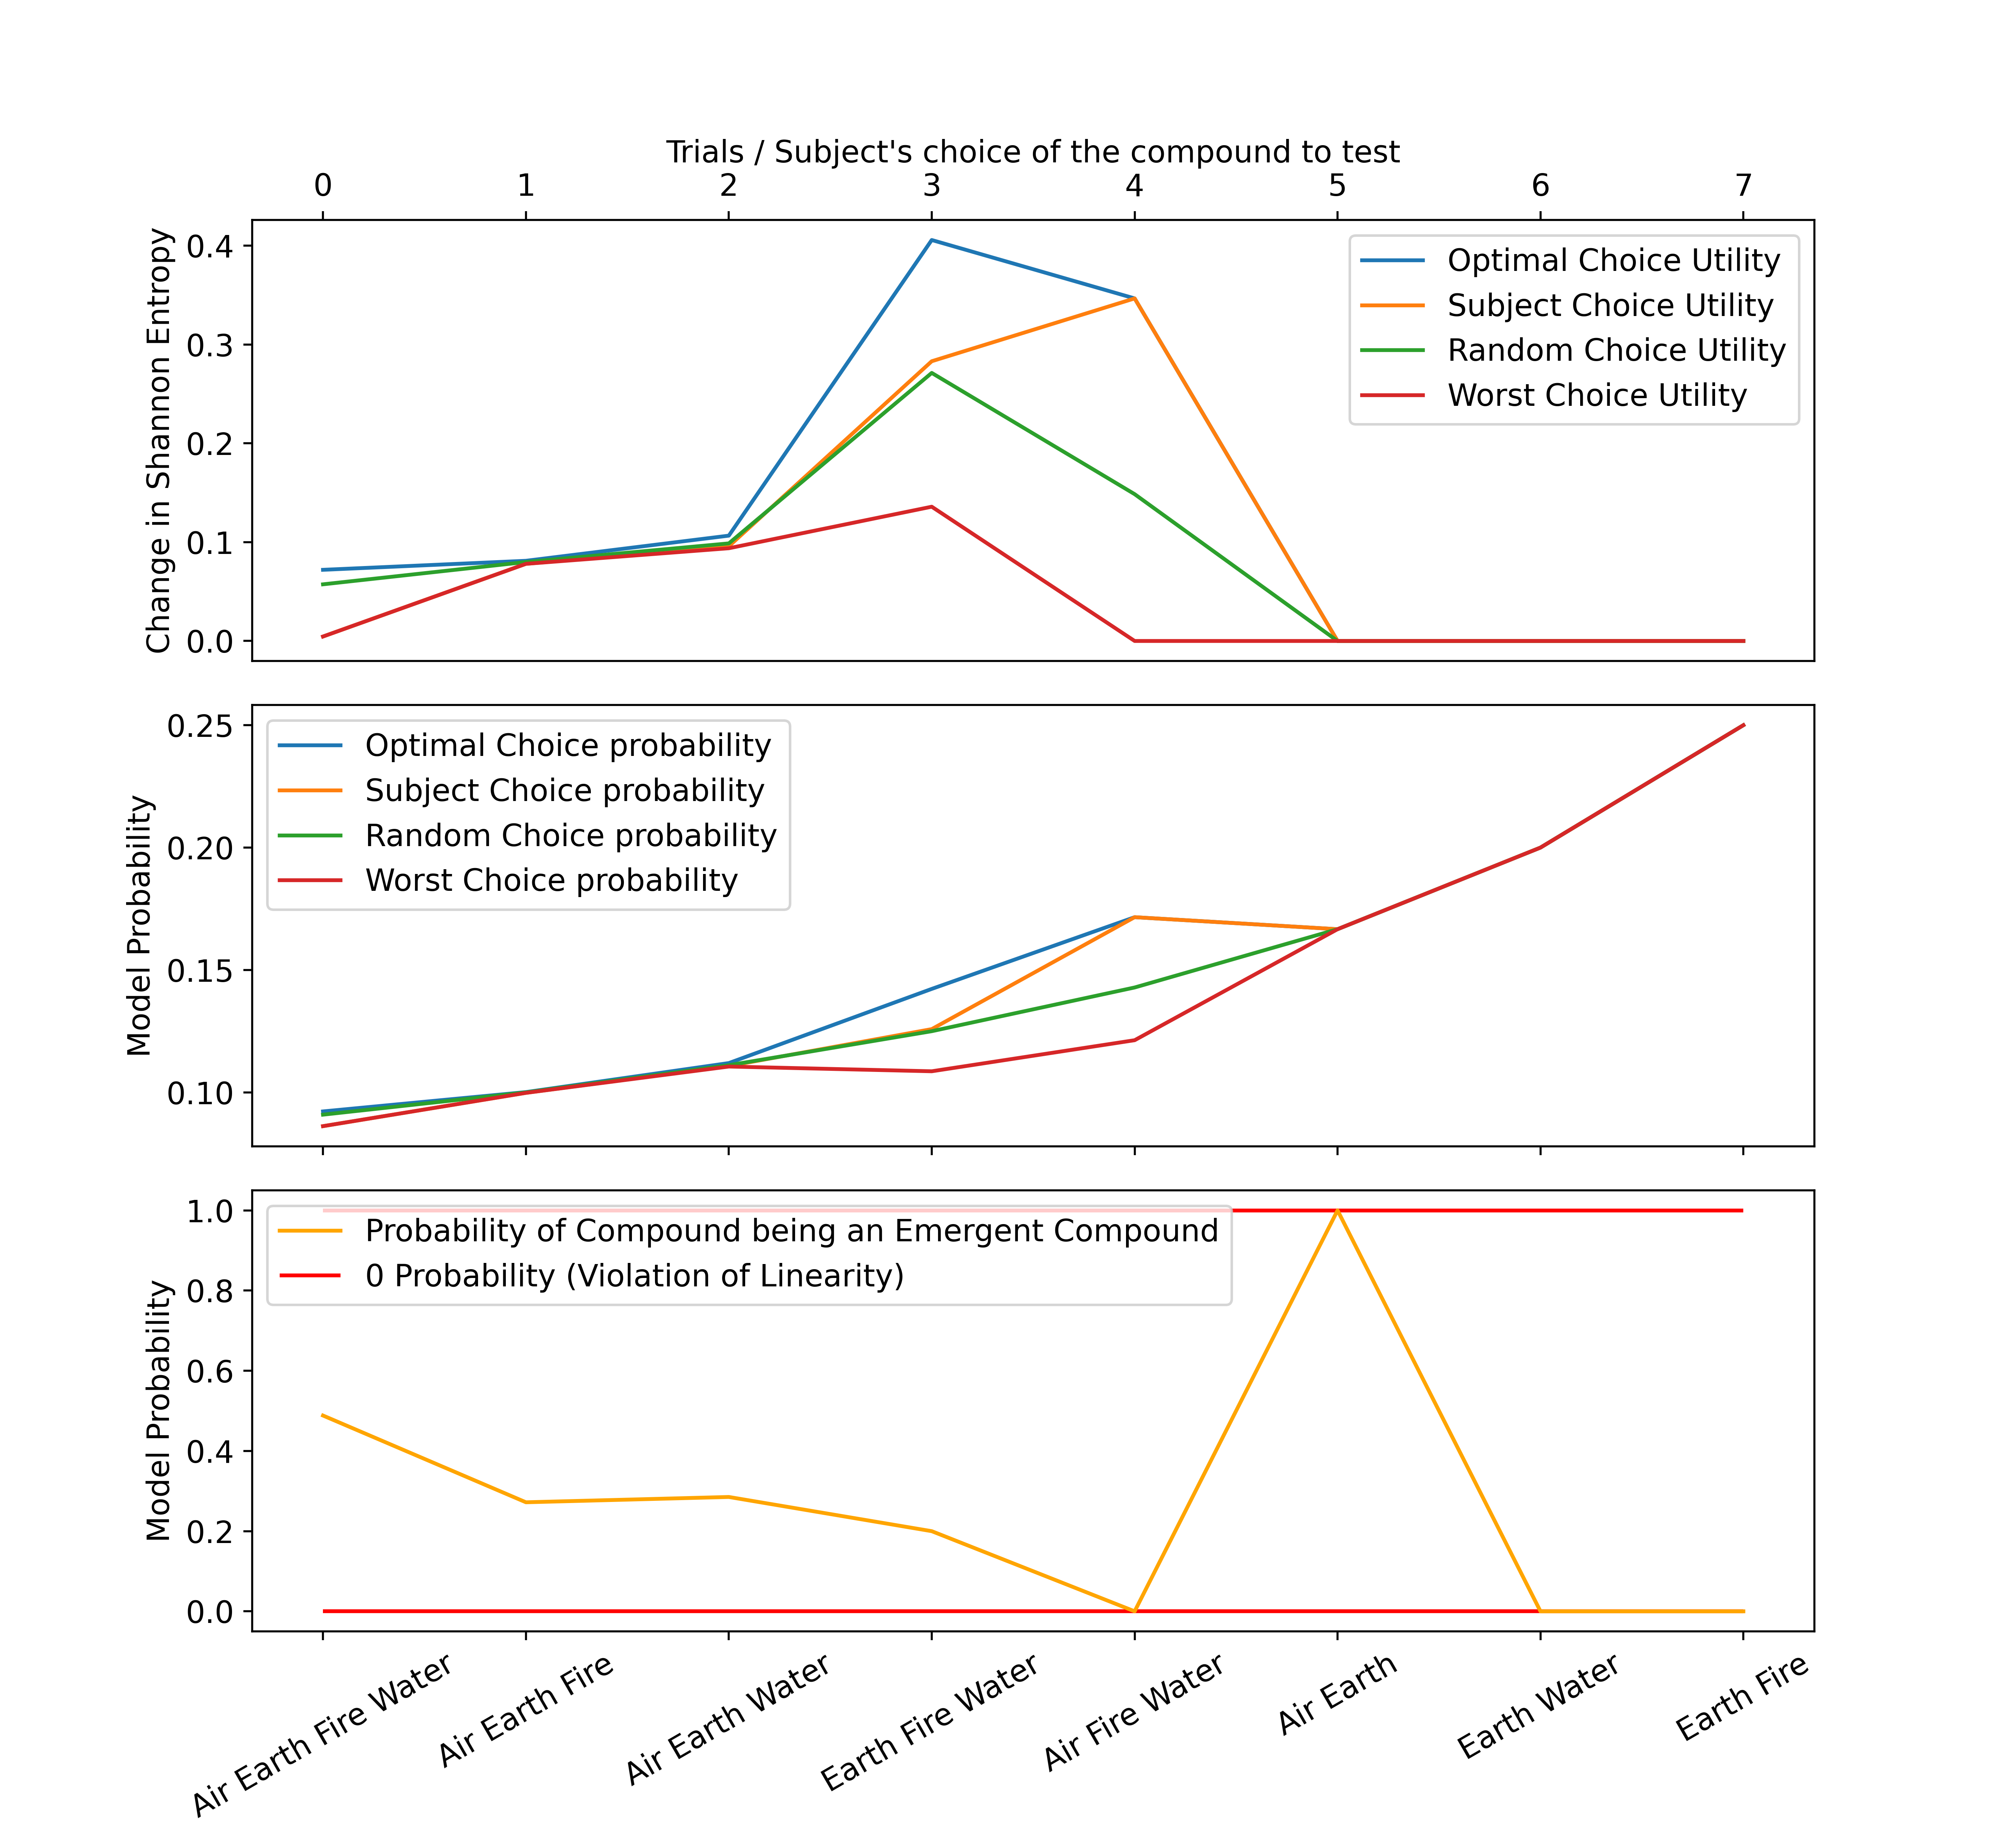 Trials / Subject's choice of the compound to test
0 1 2 3 4 5 6 7
Change in Shannon Entropy
0.4
0.3
0.2
0.1
0.0
Optimal Choice Utility
Subject Choice Utility
Random Choice Utility
Worst Choice Utility
Model Probability
0.25
0.20
0.15
0.10
Optimal Choice probability
Subject Choice probability
Random Choice probability
Worst Choice probability
Model Probability
1.0
0.8
0.6
0.4
0.2
0.0
Probability of Compound being an Emergent Compound
0 Probability (Violation of Linearity)
Air Earth Fire Water
Air Earth Fire
Air Earth Water
Earth Fire Water
Air Fire Water
Air Earth
Earth Water
Earth Fire